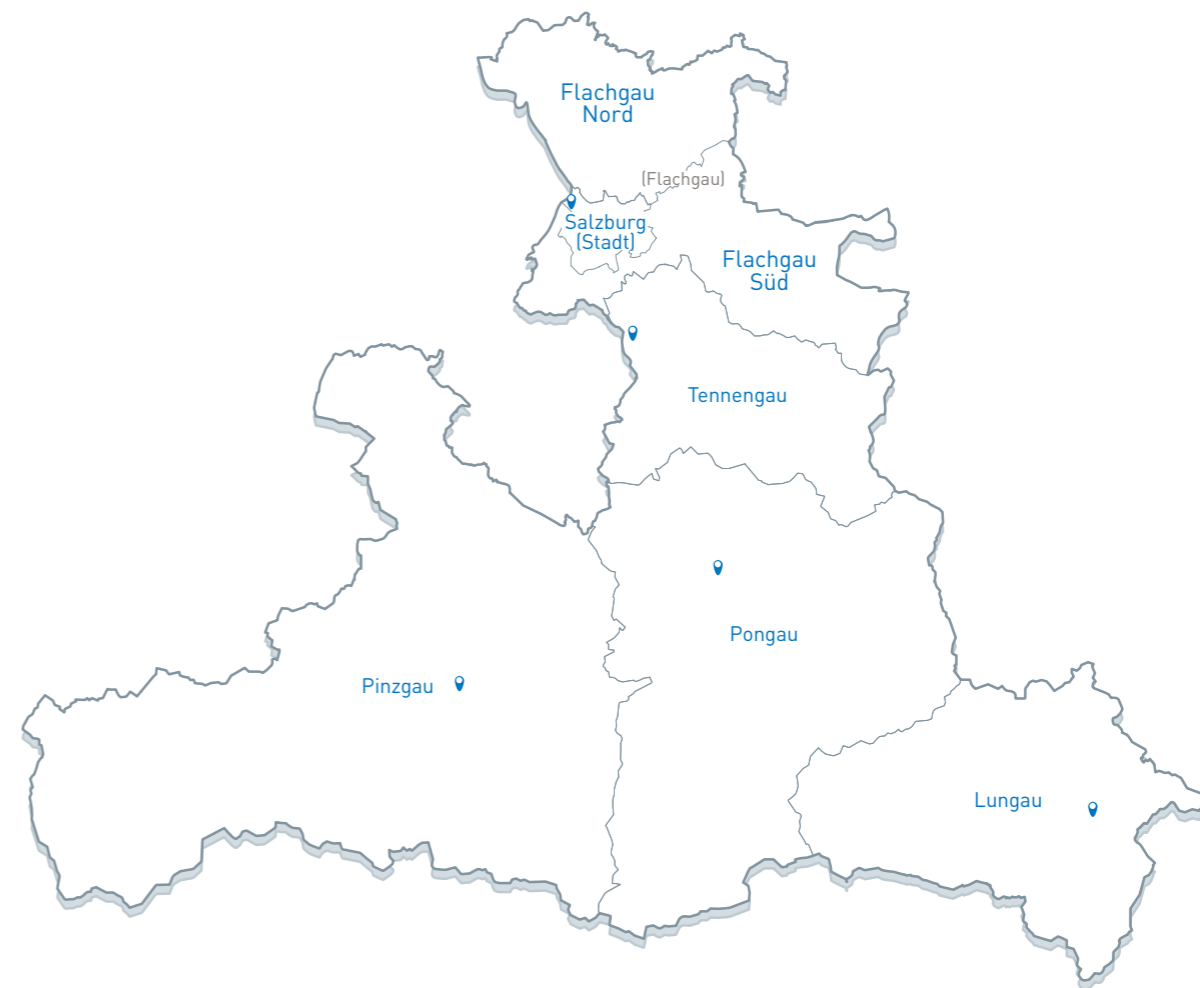 Flachgau
Nord
(Flachgau)
Salzburg
(Stadt)
Flachgau
Süd
Tennengau
Pongau
Pinzgau
Lungau